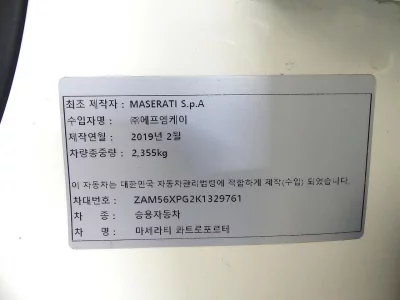 최초 제작자 : MASERATI S.p.A
수입자명 : ㈜에프엠케이
제작연월 : 2019년 2월
차량총중량 : 2,355kg
이 자동차는 대한민국 자동차관리법령에 적합하게 제작(수입) 되었습니다.
차대번호 : ZAM56XPG2K1329761
차 종 : 승용자동차
차 명 : 마세라티 콰트로포르테